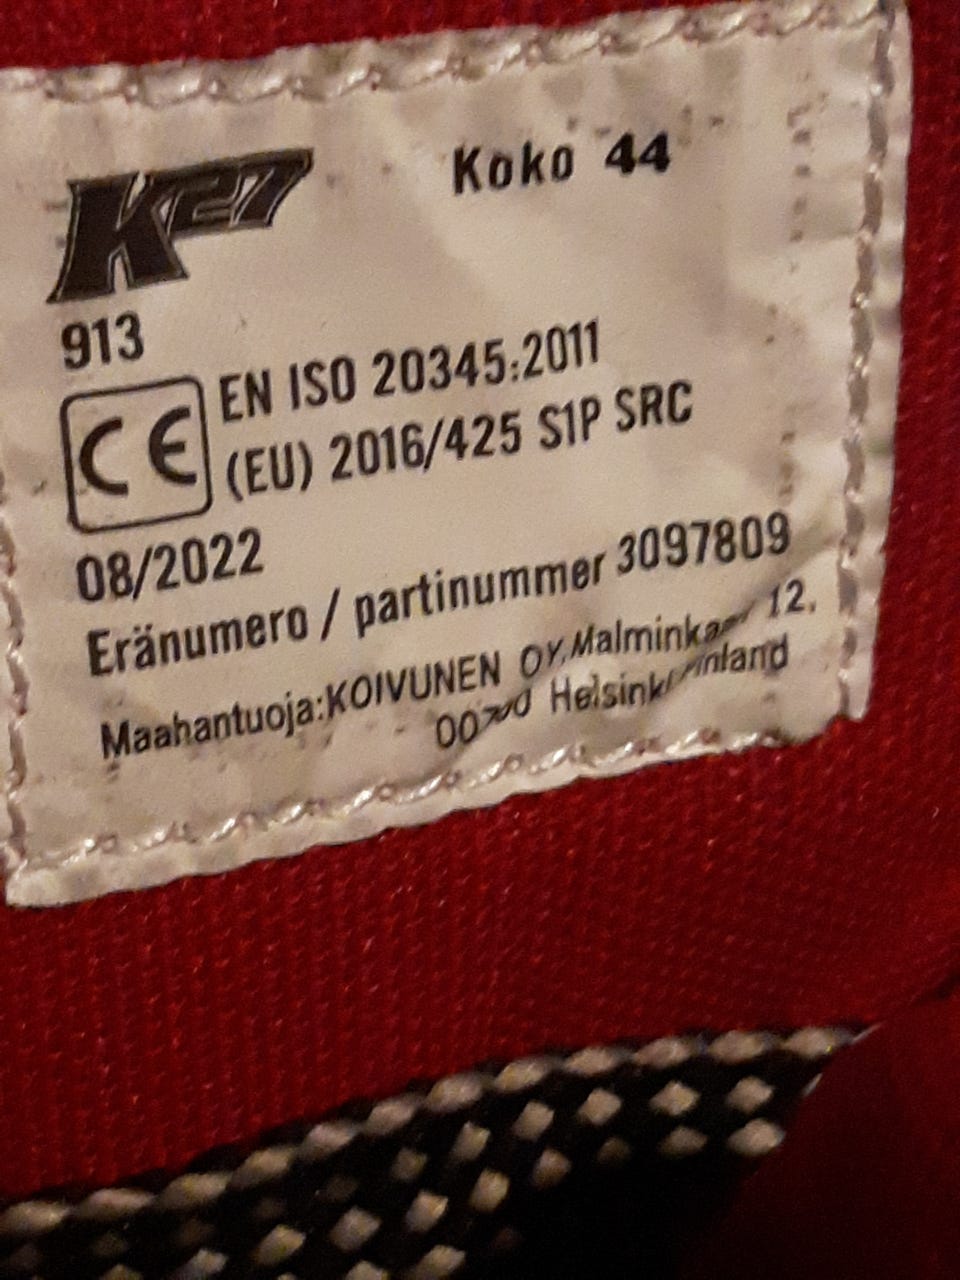 K27 Koko 44
913
CE EN ISO 20345:2011
(EU) 2016/425 S1P SRC
08/2022
Eränumero / partinummer 3097809
Maahantuoja:KOIVUNEN OY, 12,
Helsinki